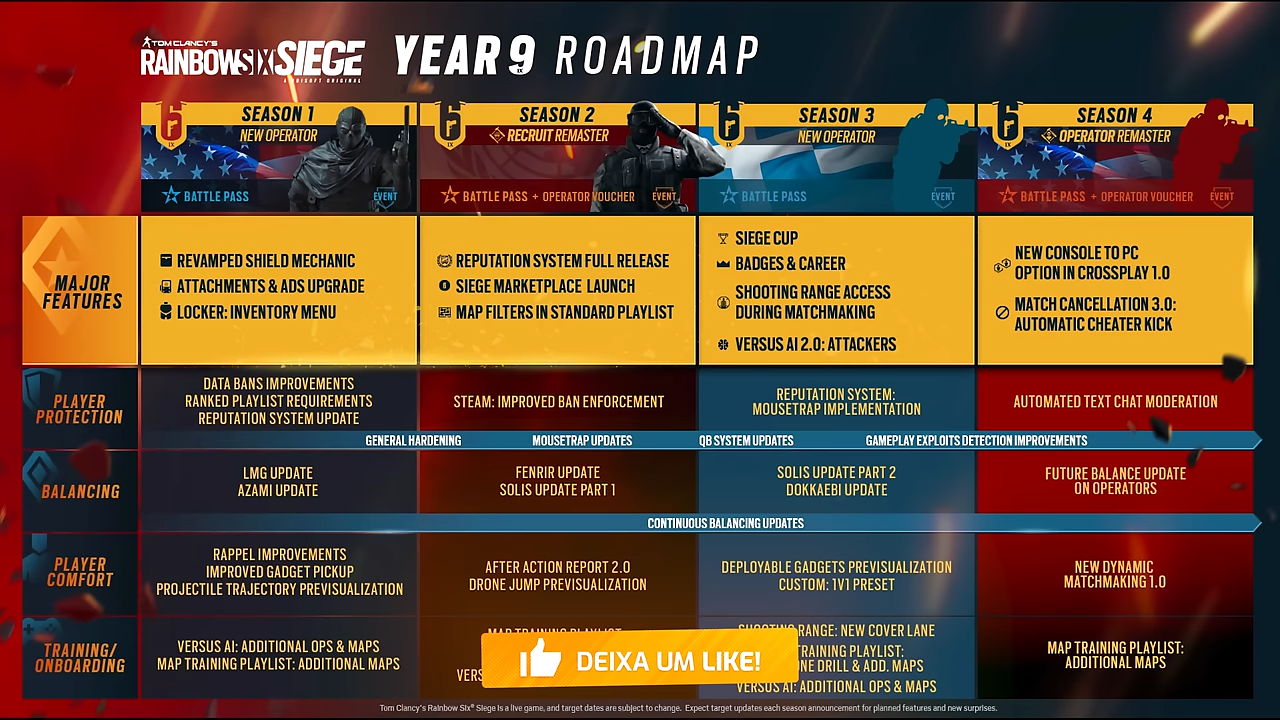 TOM CLANCY'S
RAINBOWSIX SIEGE
A UBISOFT ORIGINAL
YEAR 9 ROADMAP
SEASON 1
NEW OPERATOR
BATTLE PASS
EVENT
SEASON 2
RECRUIT REMASTER
BATTLE PASS + OPERATOR VOUCHER
EVENT
SEASON 3
NEW OPERATOR
BATTLE PASS
EVENT
SEASON 4
OPERATOR REMASTER
BATTLE PASS + OPERATOR VOUCHER
EVENT
MAJOR
FEATURES
REVAMPED SHIELD MECHANIC
ATTACHMENTS & ADS UPGRADE
LOCKER: INVENTORY MENU
REPUTATION SYSTEM FULL RELEASE
SIEGE MARKETPLACE LAUNCH
MAP FILTERS IN STANDARD PLAYLIST
SIEGE CUP
BADGES & CAREER
SHOOTING RANGE ACCESS
DURING MATCHMAKING
VERSUS AI 2.0: ATTACKERS
NEW CONSOLE TO PC
OPTION IN CROSSPLAY 1.0
MATCH CANCELLATION 3.0:
AUTOMATIC CHEATER KICK
PLAYER
PROTECTION
DATA BANS IMPROVEMENTS
RANKED PLAYLIST REQUIREMENTS
REPUTATION SYSTEM UPDATE
STEAM: IMPROVED BAN ENFORCEMENT
REPUTATION SYSTEM:
MOUSETRAP IMPLEMENTATION
AUTOMATED TEXT CHAT MODERATION
GENERAL HARDENING MOUSETRAP UPDATES QB SYSTEM UPDATES GAMEPLAY EXPLOITS DETECTION IMPROVEMENTS
BALANCING
LMG UPDATE
AZAMI UPDATE
FENRIR UPDATE
SOLIS UPDATE PART 1
SOLIS UPDATE PART 2
DOKKAEBI UPDATE
FUTURE BALANCE UPDATE
ON OPERATORS
CONTINUOUS BALANCING UPDATES
PLAYER
COMFORT
RAPPEL IMPROVEMENTS
IMPROVED GADGET PICKUP
PROJECTILE TRAJECTORY PREVISUALIZATION
AFTER ACTION REPORT 2.0
DRONE JUMP PREVISUALIZATION
DEPLOYABLE GADGETS PREVISUALIZATION
CUSTOM: 1V1 PRESET
NEW DYNAMIC
MATCHMAKING 1.0
TRAINING/
ONBOARDING
VERSUS AI: ADDITIONAL OPS & MAPS
MAP TRAINING PLAYLIST: ADDITIONAL MAPS
MAP TRAINING PLAYLIST
DEIXA UM LIKE!
SHOOTING RANGE: NEW COVER LANE
TRAINING PLAYLIST:
DRILL & ADD. MAPS
VERSUS AI: ADDITIONAL OPS & MAPS
MAP TRAINING PLAYLIST:
ADDITIONAL MAPS
Tom Clancy's Rainbow Six® Siege is a live game, and target dates are subject to change. Expect target updates each season announcement for planned features and new surprises.